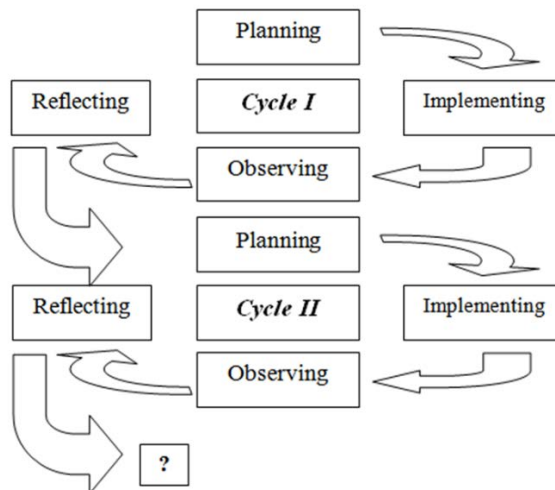 Planning
Reflecting
Cycle I
Implementing
Observing
Planning
Reflecting
Cycle II
Implementing
Observing
?